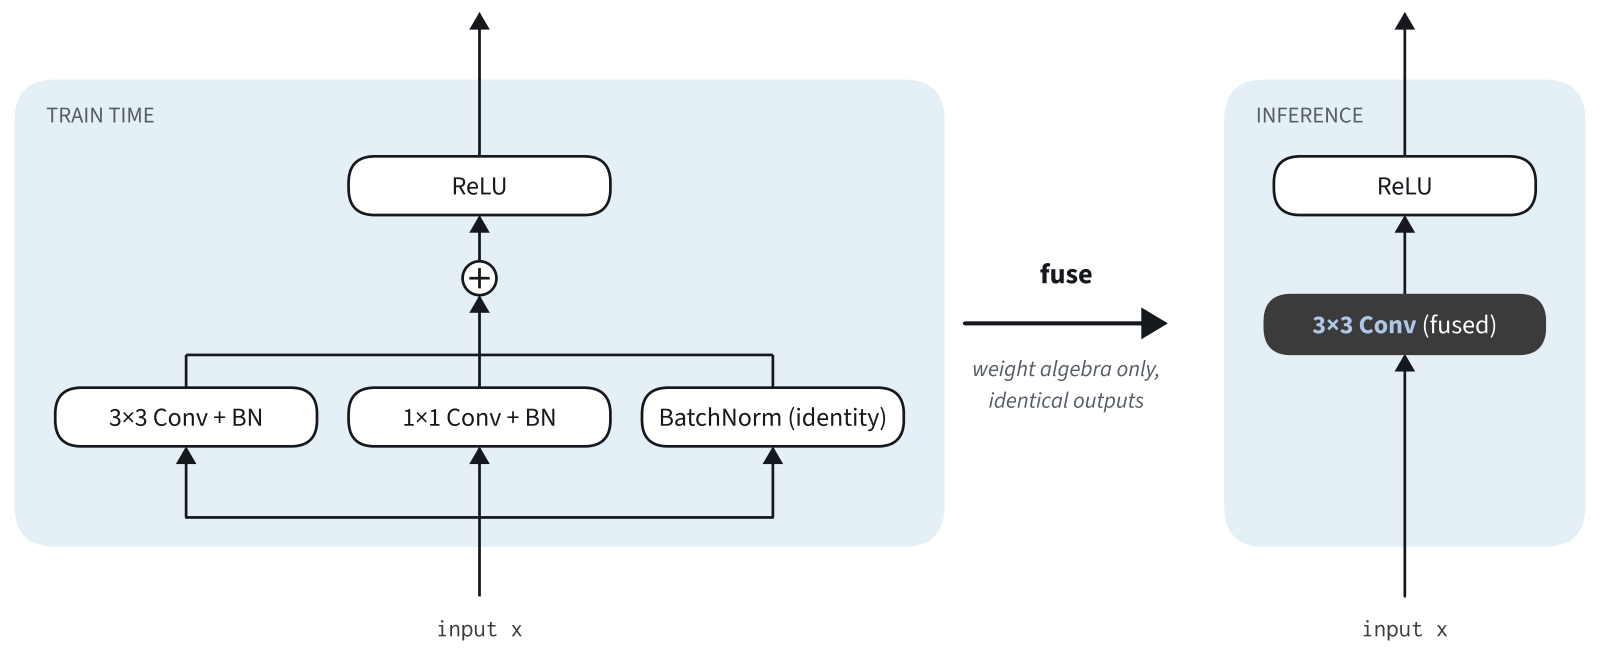 TRAIN TIME
ReLU
+
3×3 Conv + BN
1×1 Conv + BN
BatchNorm (identity)
input x
fuse
weight algebra only,
identical outputs
INFERENCE
ReLU
3×3 Conv (fused)
input x